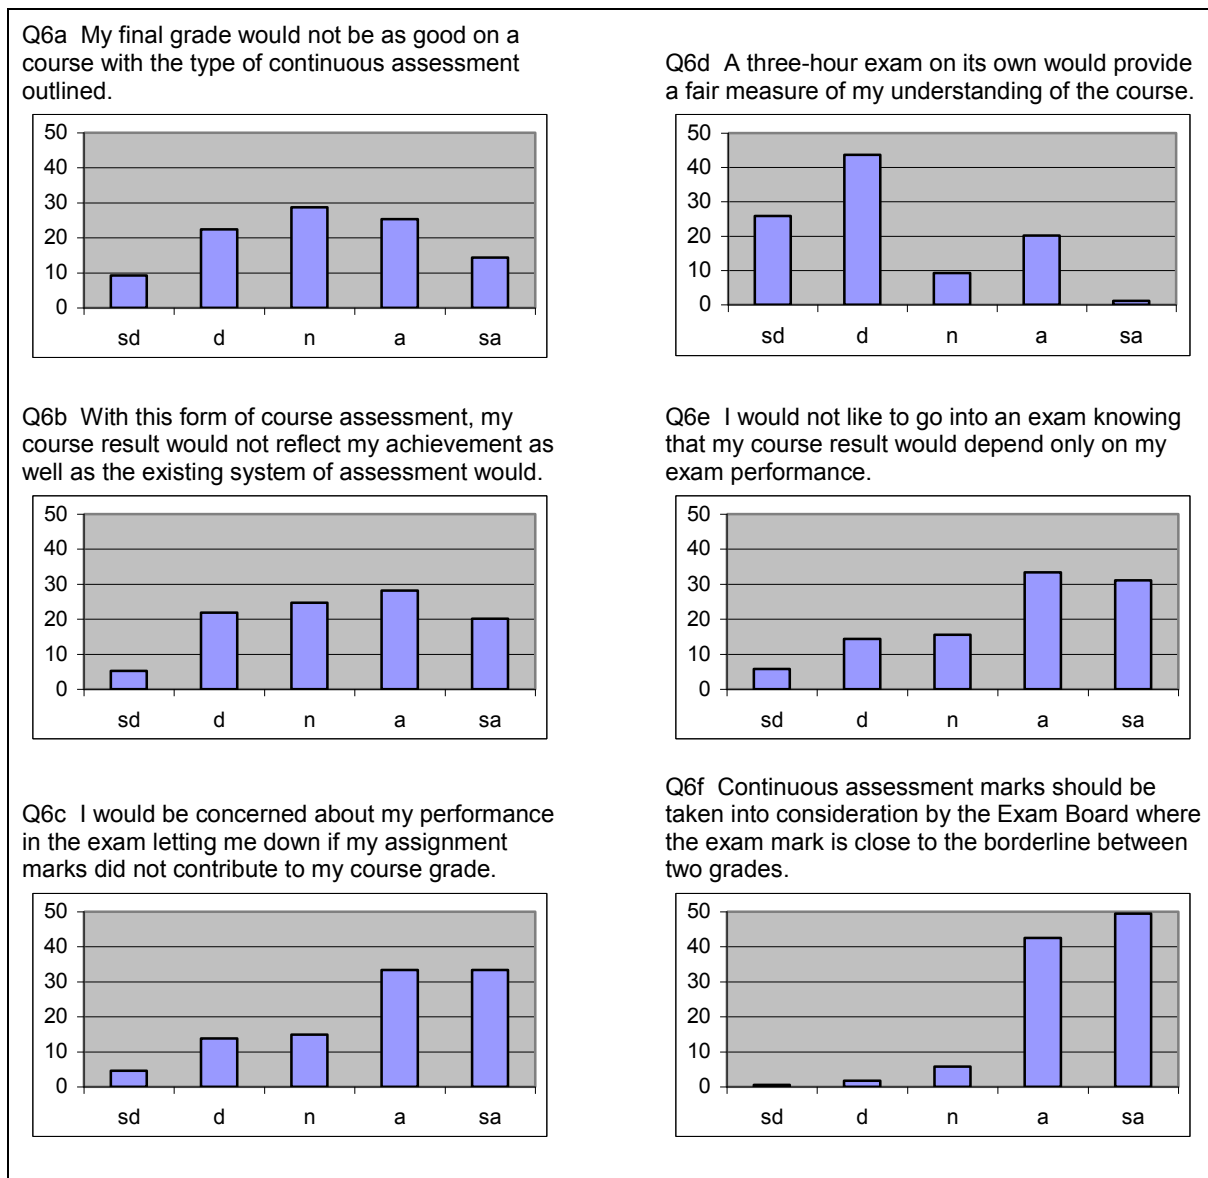 Q6a My final grade would not be as good on a
course with the type of continuous assessment
outlined.
50
40
30
20
10
0
sd d n a sa
Q6b With this form of course assessment, my
course result would not reflect my achievement as
well as the existing system of assessment would.
50
40
30
20
10
0
sd d n a sa
Q6c I would be concerned about my performance
in the exam letting me down if my assignment
marks did not contribute to my course grade.
50
40
30
20
10
0
sd d n a sa
Q6d A three-hour exam on its own would provide
a fair measure of my understanding of the course.
50
40
30
20
10
0
sd d n a sa
Q6e I would not like to go into an exam knowing
that my course result would depend only on my
exam performance.
50
40
30
20
10
0
sd d n a sa
Q6f Continuous assessment marks should be
taken into consideration by the Exam Board where
the exam mark is close to the borderline between
two grades.
50
40
30
20
10
0
sd d n a sa